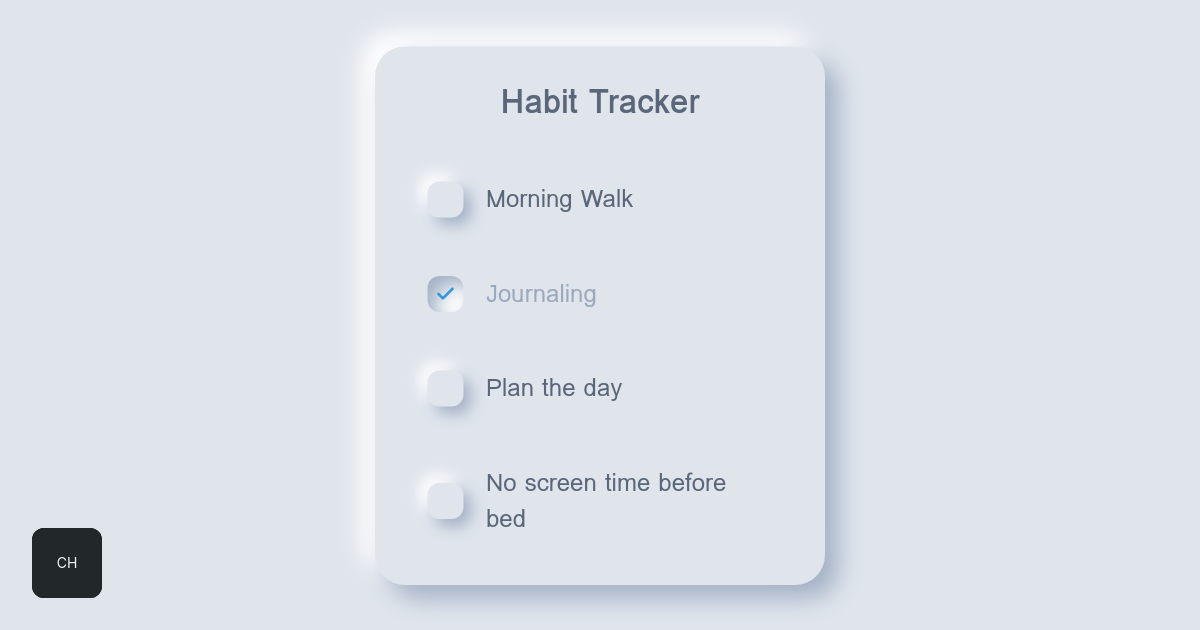 Habit Tracker
Morning Walk
Journaling
Plan the day
No screen time before
bed
CH